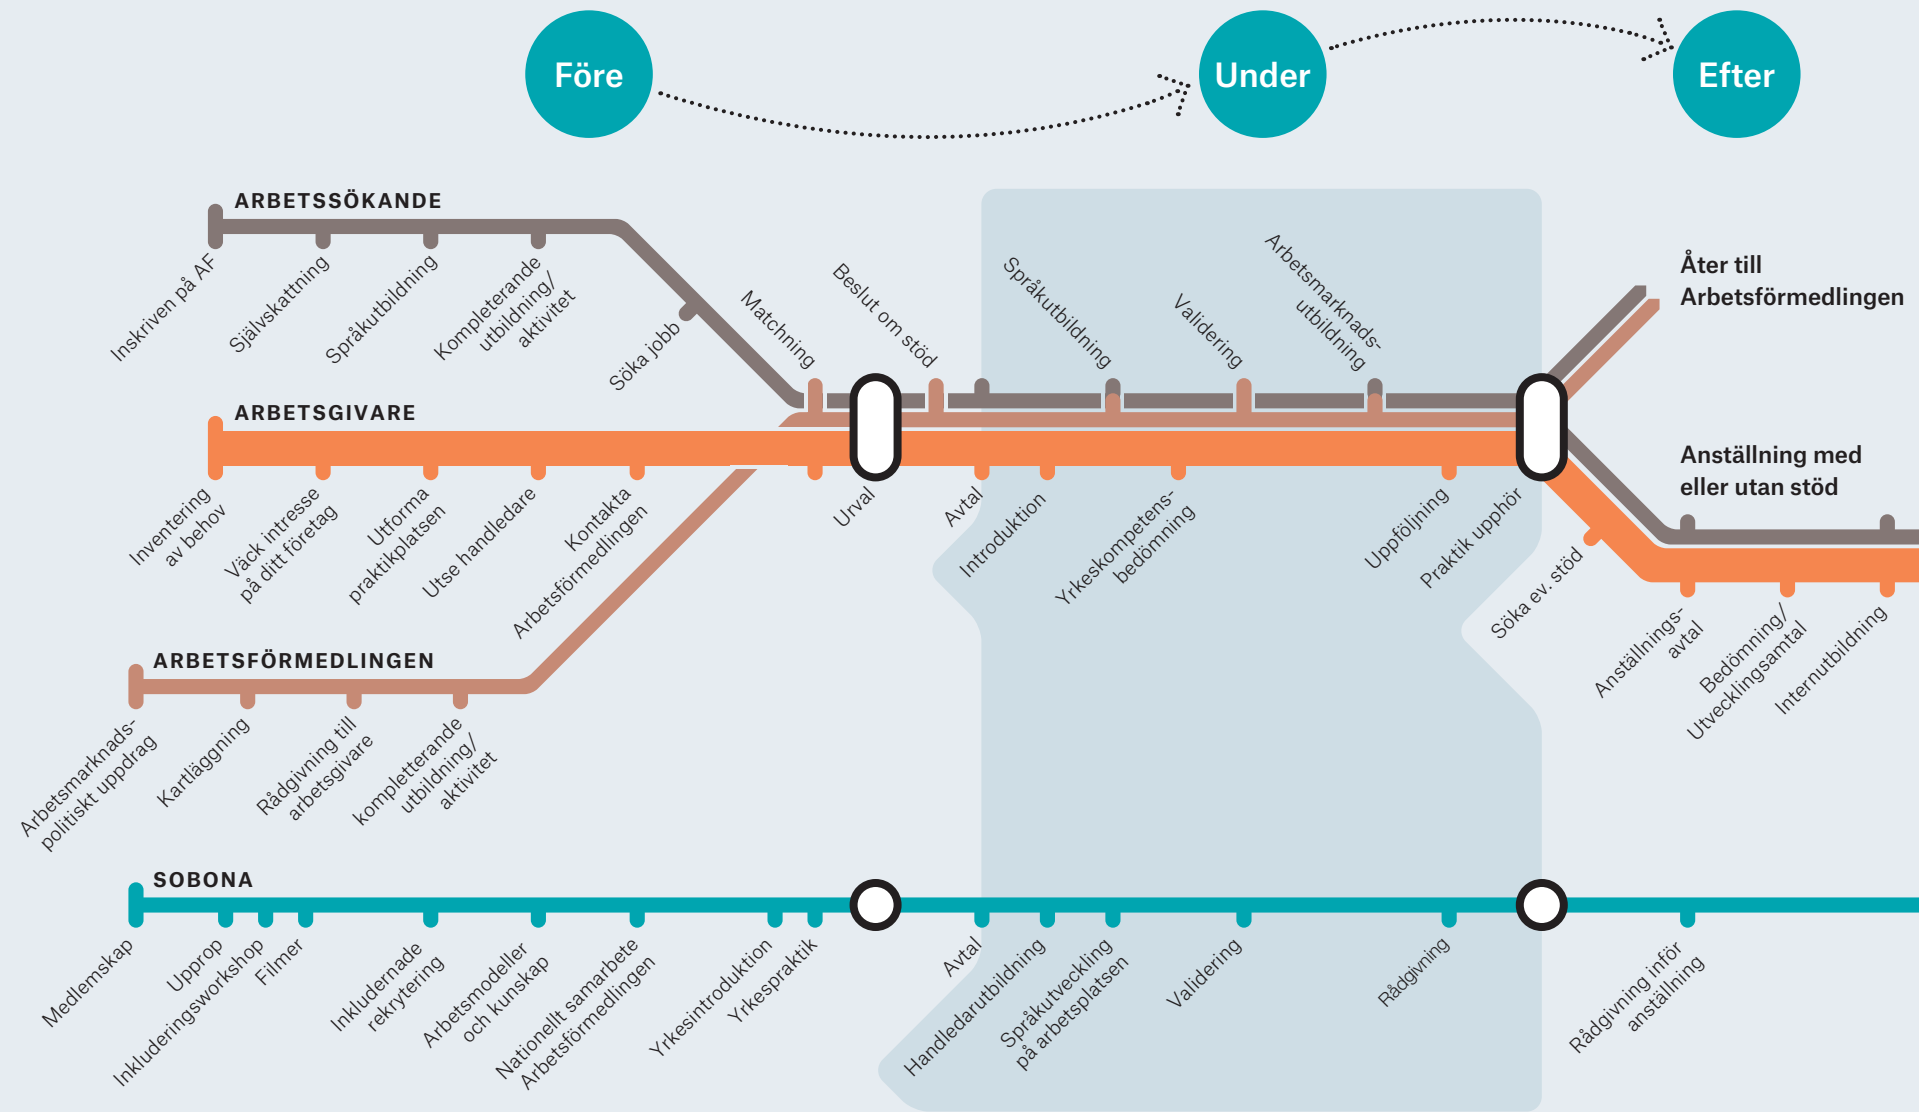 Före
Under
Efter
ARBETSSÖKANDE
Inskriven på AF
Självskattning
Språkutbildning
Kompleterande
utbildning/
aktivitet
Söka jobb
Matchning
Beslut om stöd
Språkutbildning
Validering
Arbetsmarknads-
utbildning
Åter till
Arbetsförmedlingen
ARBETSGIVARE
Inventering
av behov
Väck intresse
på ditt företag
Utforma
praktikplatsen
Utse handledare
Kontakta
Arbetsförmedlingen
Urval
Avtal
Introduktion
Yrkeskompetens-
bedömning
Uppföljning
Praktik upphör
Anställning med
eller utan stöd
Söka ev. stöd
Anställnings-
avtal
Bedömning/
Utvecklingsamtal
Internutbildning
ARBETSFÖRMEDLINGEN
Arbetsmarknads-
politiskt uppdrag
Kartläggning
Rådgivning till
arbetsgivare
kompletterande
utbildning/
aktivitet
SOBONA
Medlemskap
Upprop
Inkluderingsworkshop
Filmer
Inkludernade
rekrytering
Arbetsmodeller
och kunskap
Nationellt samarbete
Arbetsförmedlingen
Yrkesintroduktion
Yrkespraktik
Avtal
Handledarutbildning
Språkutveckling
på arbetsplatsen
Validering
Rådgivning
Rådgivning inför
anställning